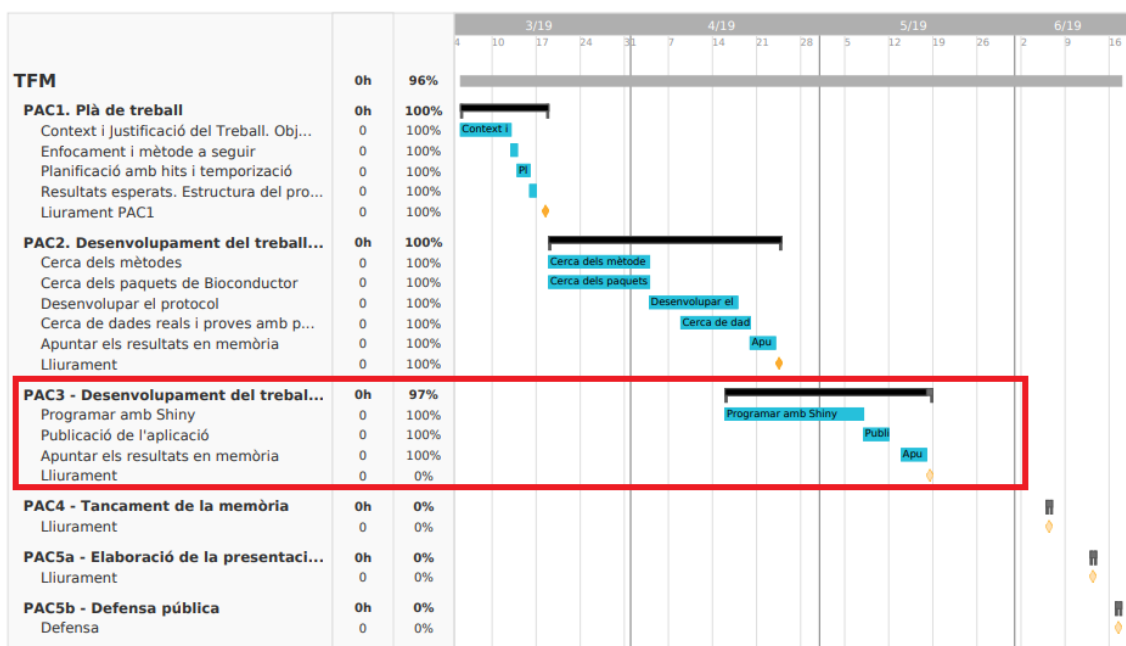 3/19 4/19 5/19 6/19
4 10 17 24 31 7 14 21 28 5 12 19 26 2 9 16
TFM 0h 96%
PAC1. Plà de treball 0h 100%
Context i Justificació del Treball. Obj... 0 100% Context i
Enfocament i mètode a seguir 0 100%
Planificació amb hits i temporizació 0 100% Pl
Resultats esperats. Estructura del pro... 0 100%
Liurament PAC1 0 100%
PAC2. Desenvolupament del treball... 0h 100%
Cerca dels mètodes 0 100% Cerca dels mètode
Cerca dels paquets de Bioconductor 0 100% Cerca dels paquets
Desenvolupar el protocol 0 100% Desenvolupar el
Cerca de dades reals i proves amb p... 0 100% Cerca de dad
Apuntar els resultats en memòria 0 100% Apu
Lliurament 0 100%
PAC3 - Desenvolupament del trebal... 0h 97%
Programar amb Shiny 0 100% Programar amb Shiny
Publicació de l'aplicació 0 100% Publi
Apuntar els resultats en memòria 0 100% Apu
Lliurament 0 0%
PAC4 - Tancament de la memòria 0h 0%
Lliurament 0 0%
PAC5a - Elaboració de la presentaci... 0h 0%
Lliurament 0 0%
PAC5b - Defensa pública 0h 0%
Defensa 0 0%